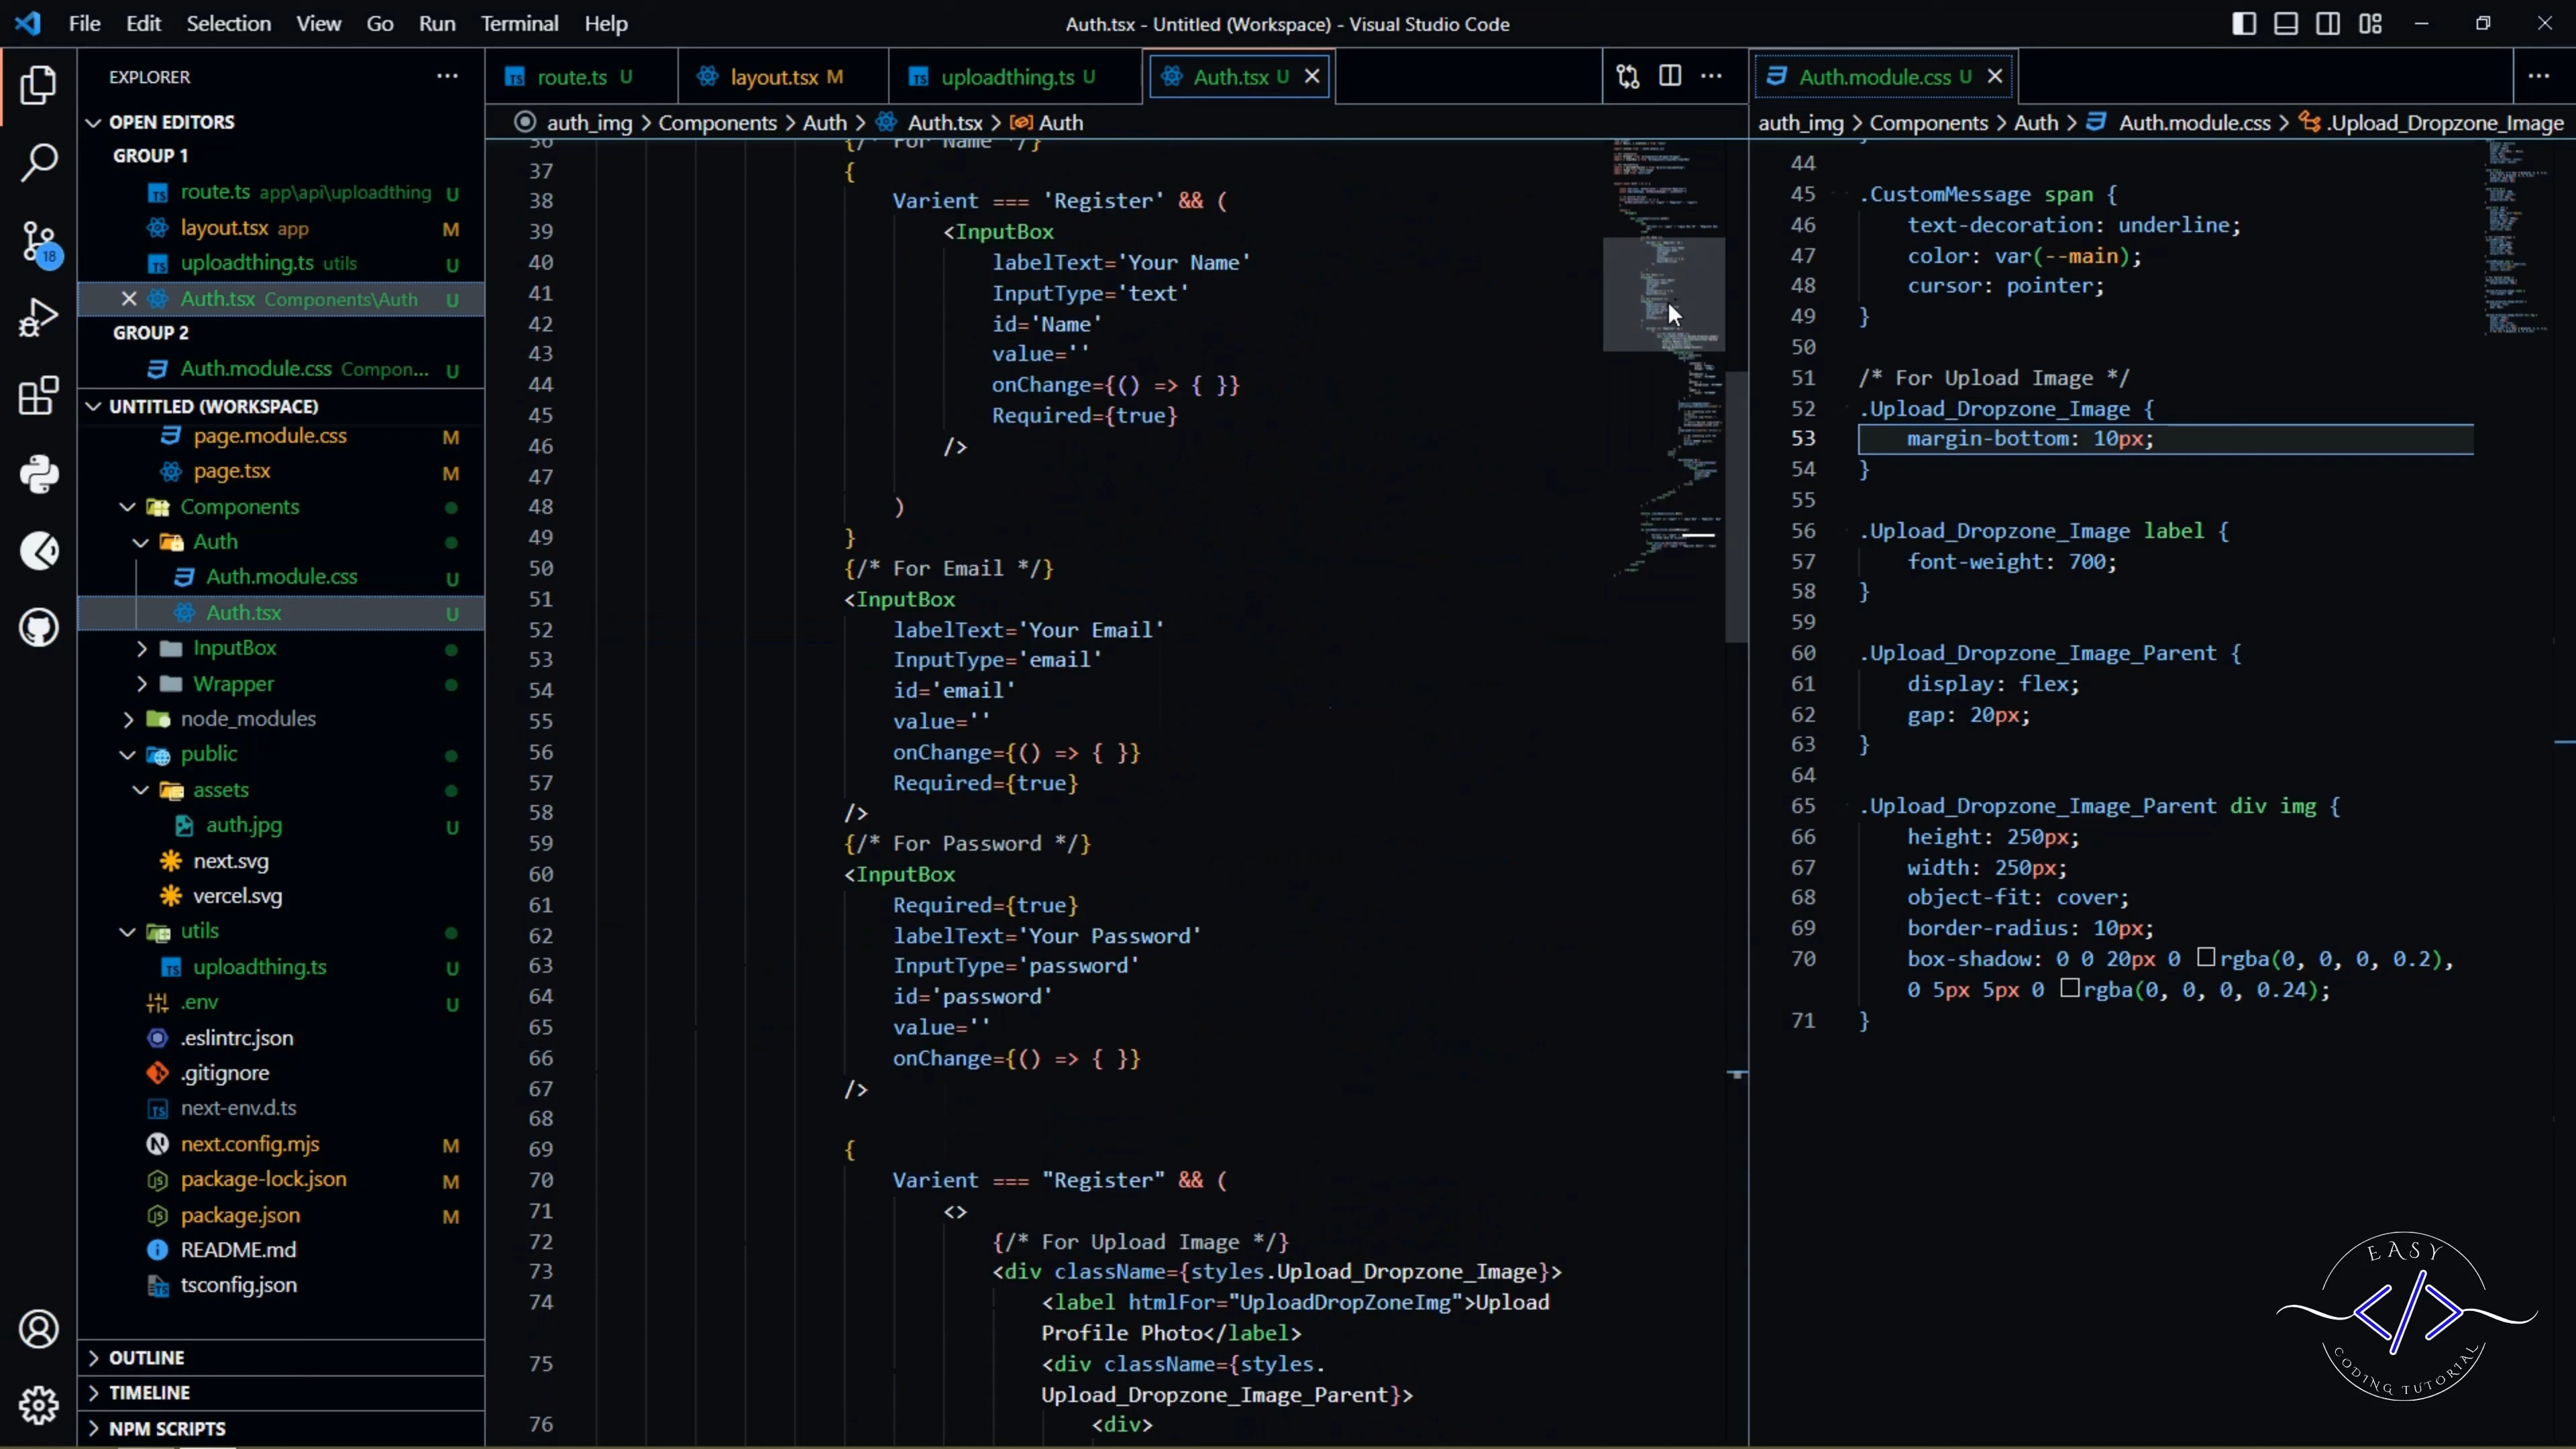 File Edit Selection View Go Run Terminal Help
Auth.tsx - Untitled (Workspace) - Visual Studio Code
EXPLORER
OPEN EDITORS
GROUP 1
route.ts app\api\uploadthing U
layout.tsx app M
uploadthing.ts utils U
Auth.tsx Components\Auth U
GROUP 2
Auth.module.css Compon... U
UNTITLED (WORKSPACE)
page.module.css M
page.tsx M
Components
Auth
Auth.module.css U
Auth.tsx U
InputBox
Wrapper
node_modules
public
assets
auth.jpg U
next.svg
vercel.svg
utils
uploadthing.ts U
.env U
.eslintrc.json
.gitignore
next-env.d.ts
next.config.mjs M
package-lock.json M
package.json M
README.md
tsconfig.json
OUTLINE
TIMELINE
NPM SCRIPTS
18
route.ts U layout.tsx M uploadthing.ts U Auth.tsx U
auth_img > Components > Auth > Auth.tsx > Auth
36 {/* For Name */}
37 {
38 Varient === 'Register' && (
39 <InputBox
40 labelText='Your Name'
41 InputType='text'
42 id='Name'
43 value=''
44 onChange={() => { }}
45 Required={true}
46 />
47
48 )
49 }
50 {/* For Email */}
51 <InputBox
52 labelText='Your Email'
53 InputType='email'
54 id='email'
55 value=''
56 onChange={() => { }}
57 Required={true}
58 />
59 {/* For Password */}
60 <InputBox
61 Required={true}
62 labelText='Your Password'
63 InputType='password'
64 id='password'
65 value=''
66 onChange={() => { }}
67 />
68
69 {
70 Varient === "Register" && (
71 <>
72 {/* For Upload Image */}
73 <div className={styles.Upload_Dropzone_Image}>
74 <label htmlFor="UploadDropZoneImg">Upload
Profile Photo</label>
75 <div className={styles.
Upload_Dropzone_Image_Parent}>
76 <div>
Auth.module.css U
auth_img > Components > Auth > Auth.module.css > .Upload_Dropzone_Image
44
45 .CustomMessage span {
46 text-decoration: underline;
47 color: var(--main);
48 cursor: pointer;
49 }
50
51 /* For Upload Image */
52 .Upload_Dropzone_Image {
53 margin-bottom: 10px;
54 }
55
56 .Upload_Dropzone_Image label {
57 font-weight: 700;
58 }
59
60 .Upload_Dropzone_Image_Parent {
61 display: flex;
62 gap: 20px;
63 }
64
65 .Upload_Dropzone_Image_Parent div img {
66 height: 250px;
67 width: 250px;
68 object-fit: cover;
69 border-radius: 10px;
70 box-shadow: 0 0 20px 0 rgba(0, 0, 0, 0.2),
0 5px 5px 0 rgba(0, 0, 0, 0.24);
71 }
EASY
</>
CODING TUTORIAL